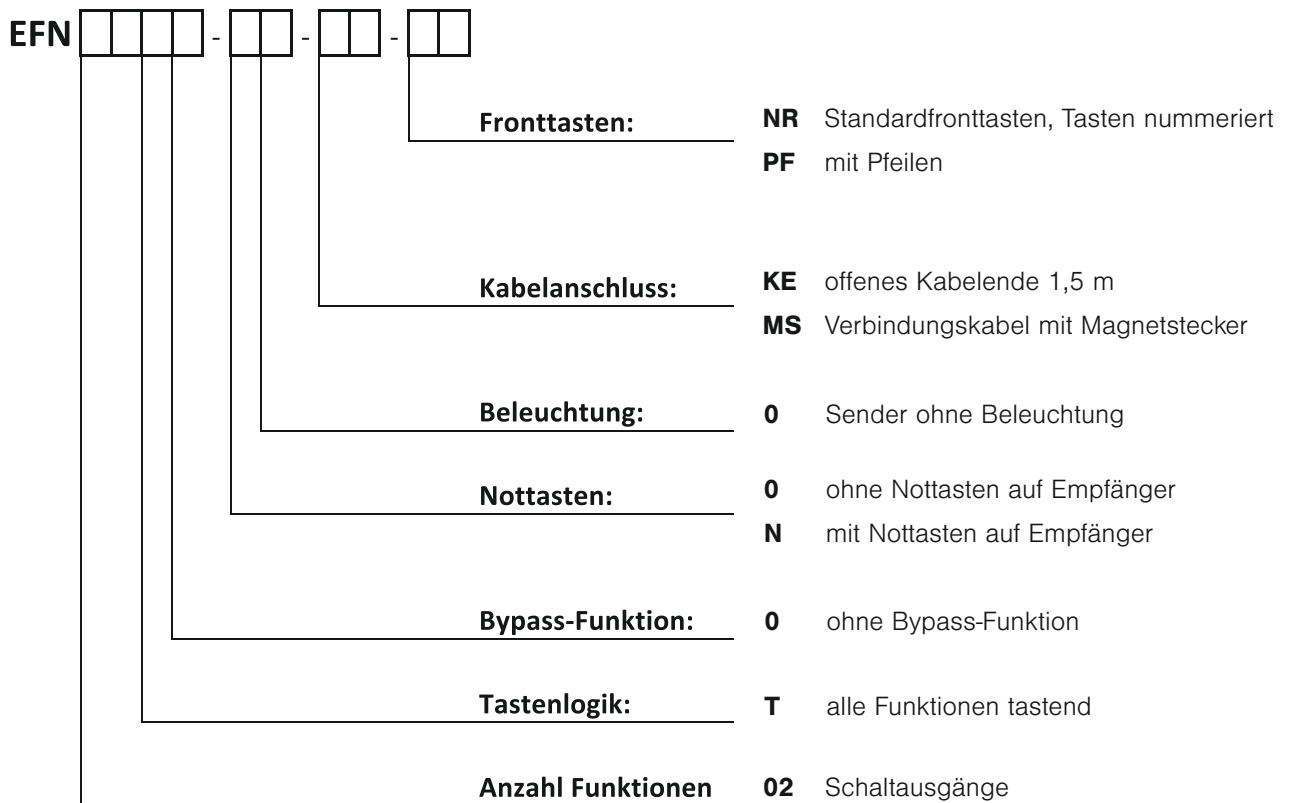 EFN - - -
Fronttasten: NR Standardfronttasten, Tasten nummeriert
PF mit Pfeilen
Kabelanschluss: KE offenes Kabelende 1,5 m
MS Verbindungskabel mit Magnetstecker
Beleuchtung: 0 Sender ohne Beleuchtung
Nottasten: 0 ohne Nottasten auf Empfänger
N mit Nottasten auf Empfänger
Bypass-Funktion: 0 ohne Bypass-Funktion
Tastenlogik: T alle Funktionen tastend
Anzahl Funktionen 02 Schaltausgänge